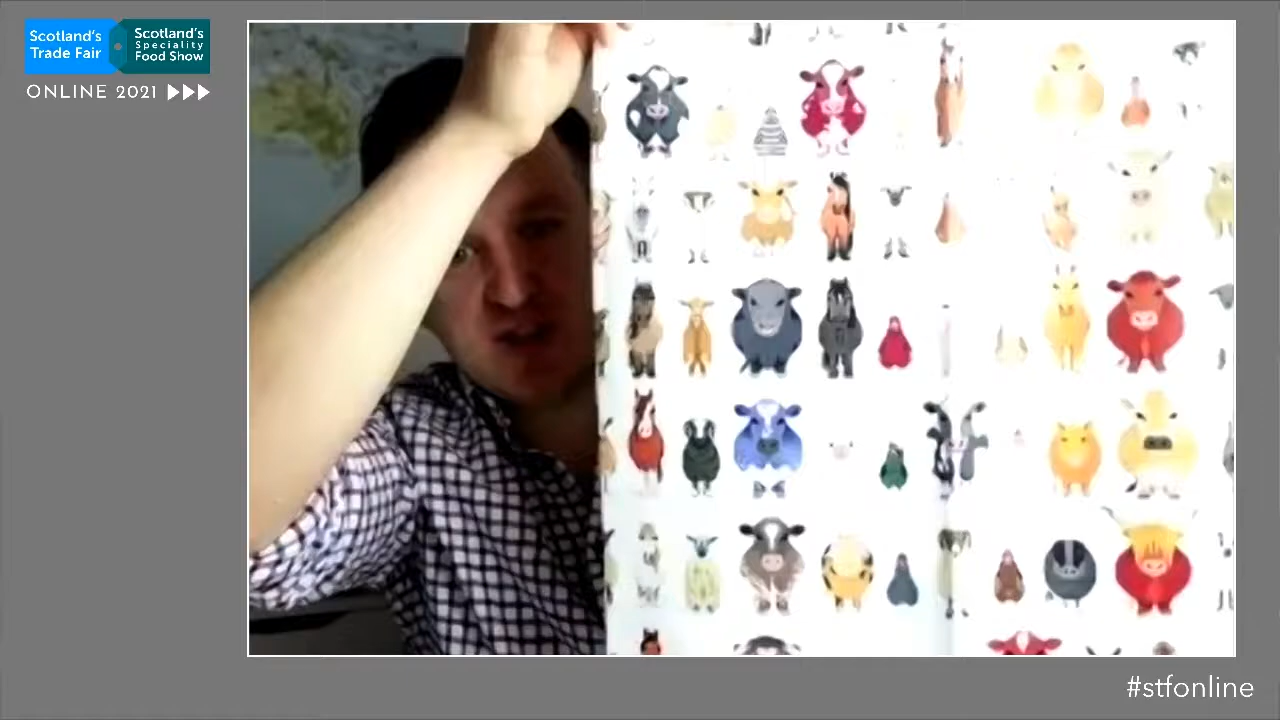 Scotland's
Trade Fair
Scotland's
Speciality
Food Show
ONLINE 2021
#stfonline